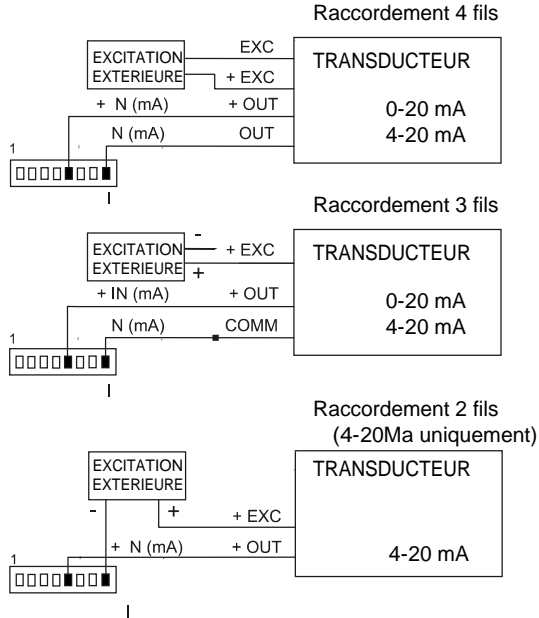 Raccordement 4 fils
EXC
EXCITATION
EXTERIEURE
TRANSDUCTEUR
+ EXC
+ N (mA)
+ OUT
0-20 mA
N (mA)
OUT
4-20 mA
1
I
Raccordement 3 fils
-
EXCITATION
EXTERIEURE
+ EXC
TRANSDUCTEUR
+
+ IN (mA)
+ OUT
0-20 mA
N (mA)
COMM
4-20 mA
1
I
Raccordement 2 fils
(4-20Ma uniquement)
EXCITATION
EXTERIEURE
TRANSDUCTEUR
-
+
+ EXC
+ N (mA)
+ OUT
4-20 mA
1
I